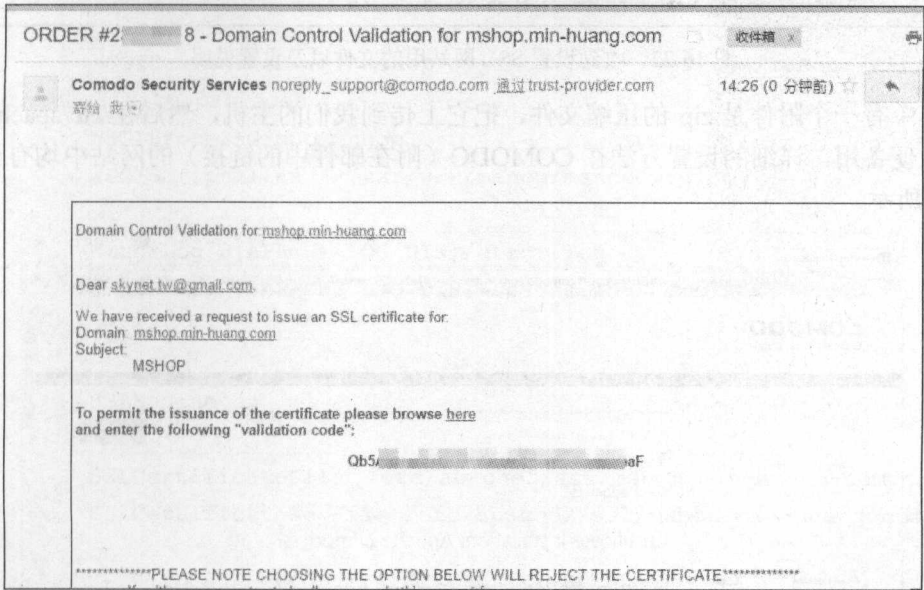 ORDER #2 8 - Domain Control Validation for mshop.min-huang.com 收件箱 ×
Comodo Security Services noreply_support@comodo.com 通过 trust-provider.com 14:26 (0 分钟前)
寄给 我
Domain Control Validation for mshop.min-huang.com
Dear skynet.tw@gmail.com,
We have received a request to issue an SSL certificate for:
Domain: mshop.min-huang.com
Subject:
MSHOP
To permit the issuance of the certificate please browse here
and enter the following "validation code":
Qb5 aF
**************PLEASE NOTE CHOOSING THE OPTION BELOW WILL REJECT THE CERTIFICATE**************